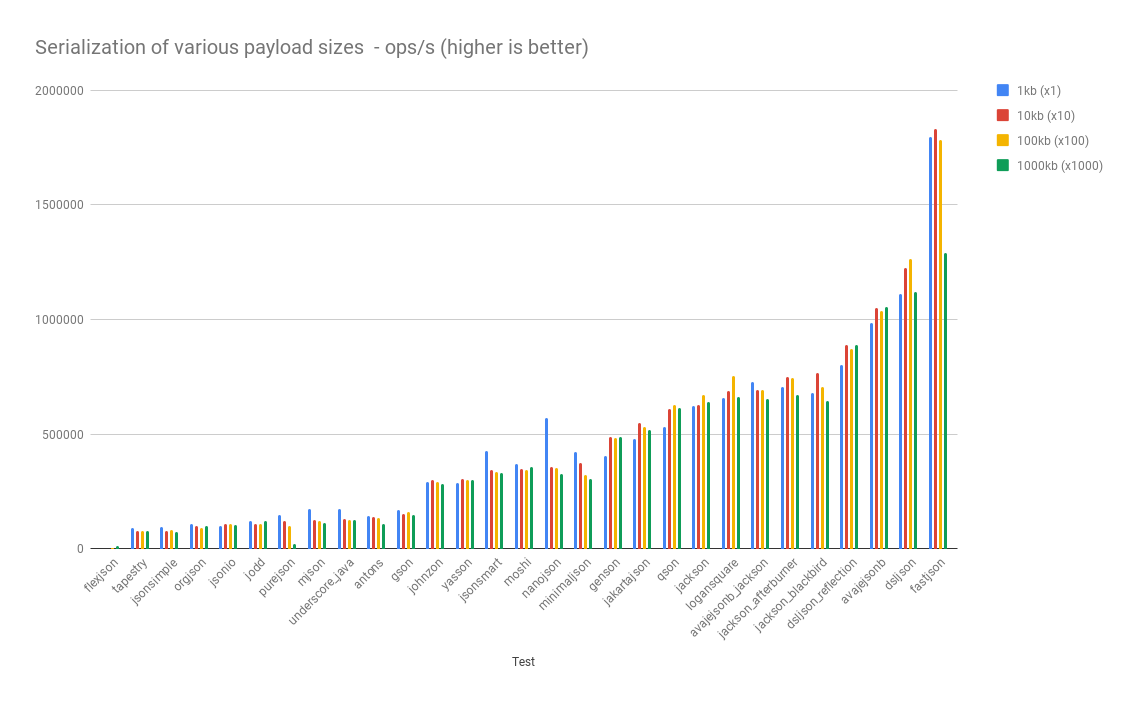 Serialization of various payload sizes - ops/s (higher is better)
2000000
1500000
1000000
500000
0
1kb (x1)
10kb (x10)
100kb (x100)
1000kb (x1000)
flexjson
tapestry
jsonsimple
orgjson
jsonio
jodd
purejson
mjson
underscore_java
antons
gson
johnzon
yasson
jsonsmart
moshi
nanojson
minimaljson
genson
jakartajson
qson
jackson
logansquare
avajejsonb_jackson
jackson_afterburner
jackson_blackbird
dsljson_reflection
avajejsonb
dsljson
fastjson
Test